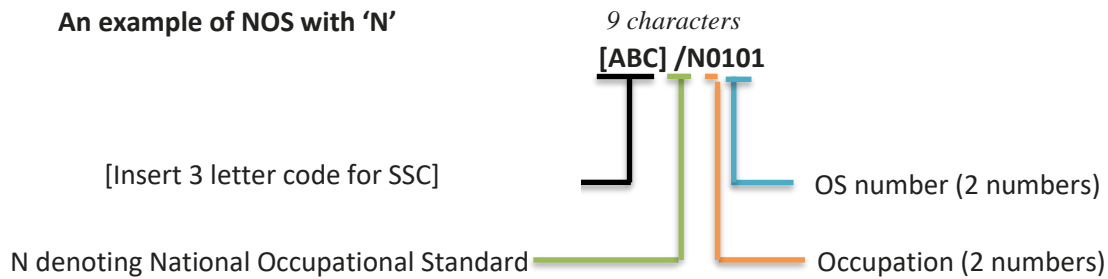 An example of NOS with ‘N’
9 characters
[ABC] /N0101
[Insert 3 letter code for SSC]
OS number (2 numbers)
N denoting National Occupational Standard
Occupation (2 numbers)